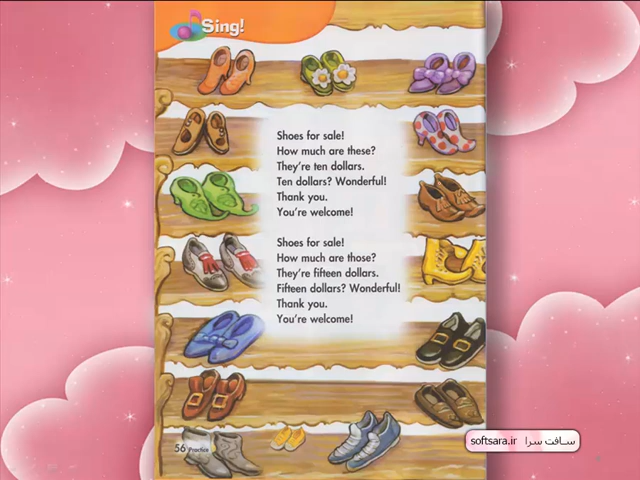 Sing!
Shoes for sale!
How much are these?
They're ten dollars.
Ten dollars? Wonderful!
Thank you.
You're welcome!
Shoes for sale!
How much are those?
They're fifteen dollars.
Fifteen dollars? Wonderful!
Thank you.
You're welcome!
56 Practice
softsara.ir سافت سرا